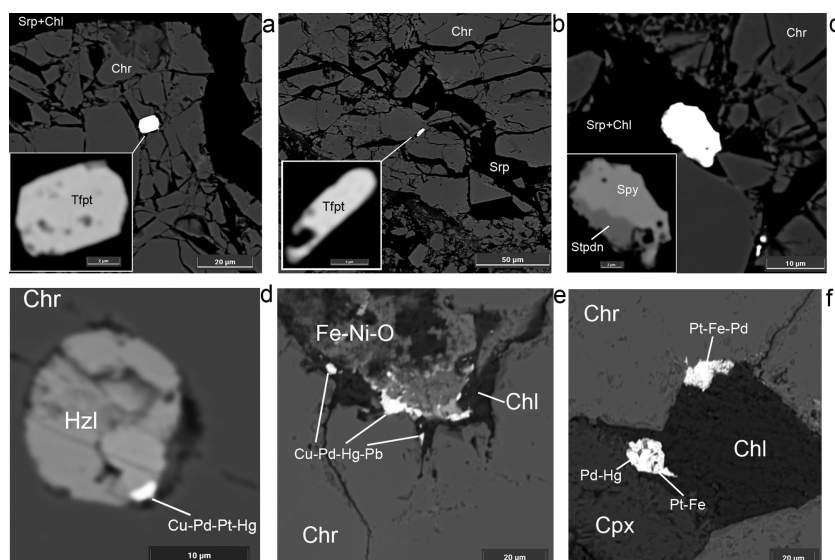 Srp+Chl
Chr
Tfpt
2 µm
20 µm
a
Chr
Srp
Tfpt
50 µm
b
Chr
Srp+Chl
Spy
Stpdn
10 µm
c
Chr
Hzl
Cu-Pd-Pt-Hg
10 µm
d
Fe-Ni-O
Chl
Cu-Pd-Hg-Pb
Chr
20 µm
e
Chr
Pt-Fe-Pd
Chl
Pd-Hg
Pt-Fe
Cpx
20 µm
f